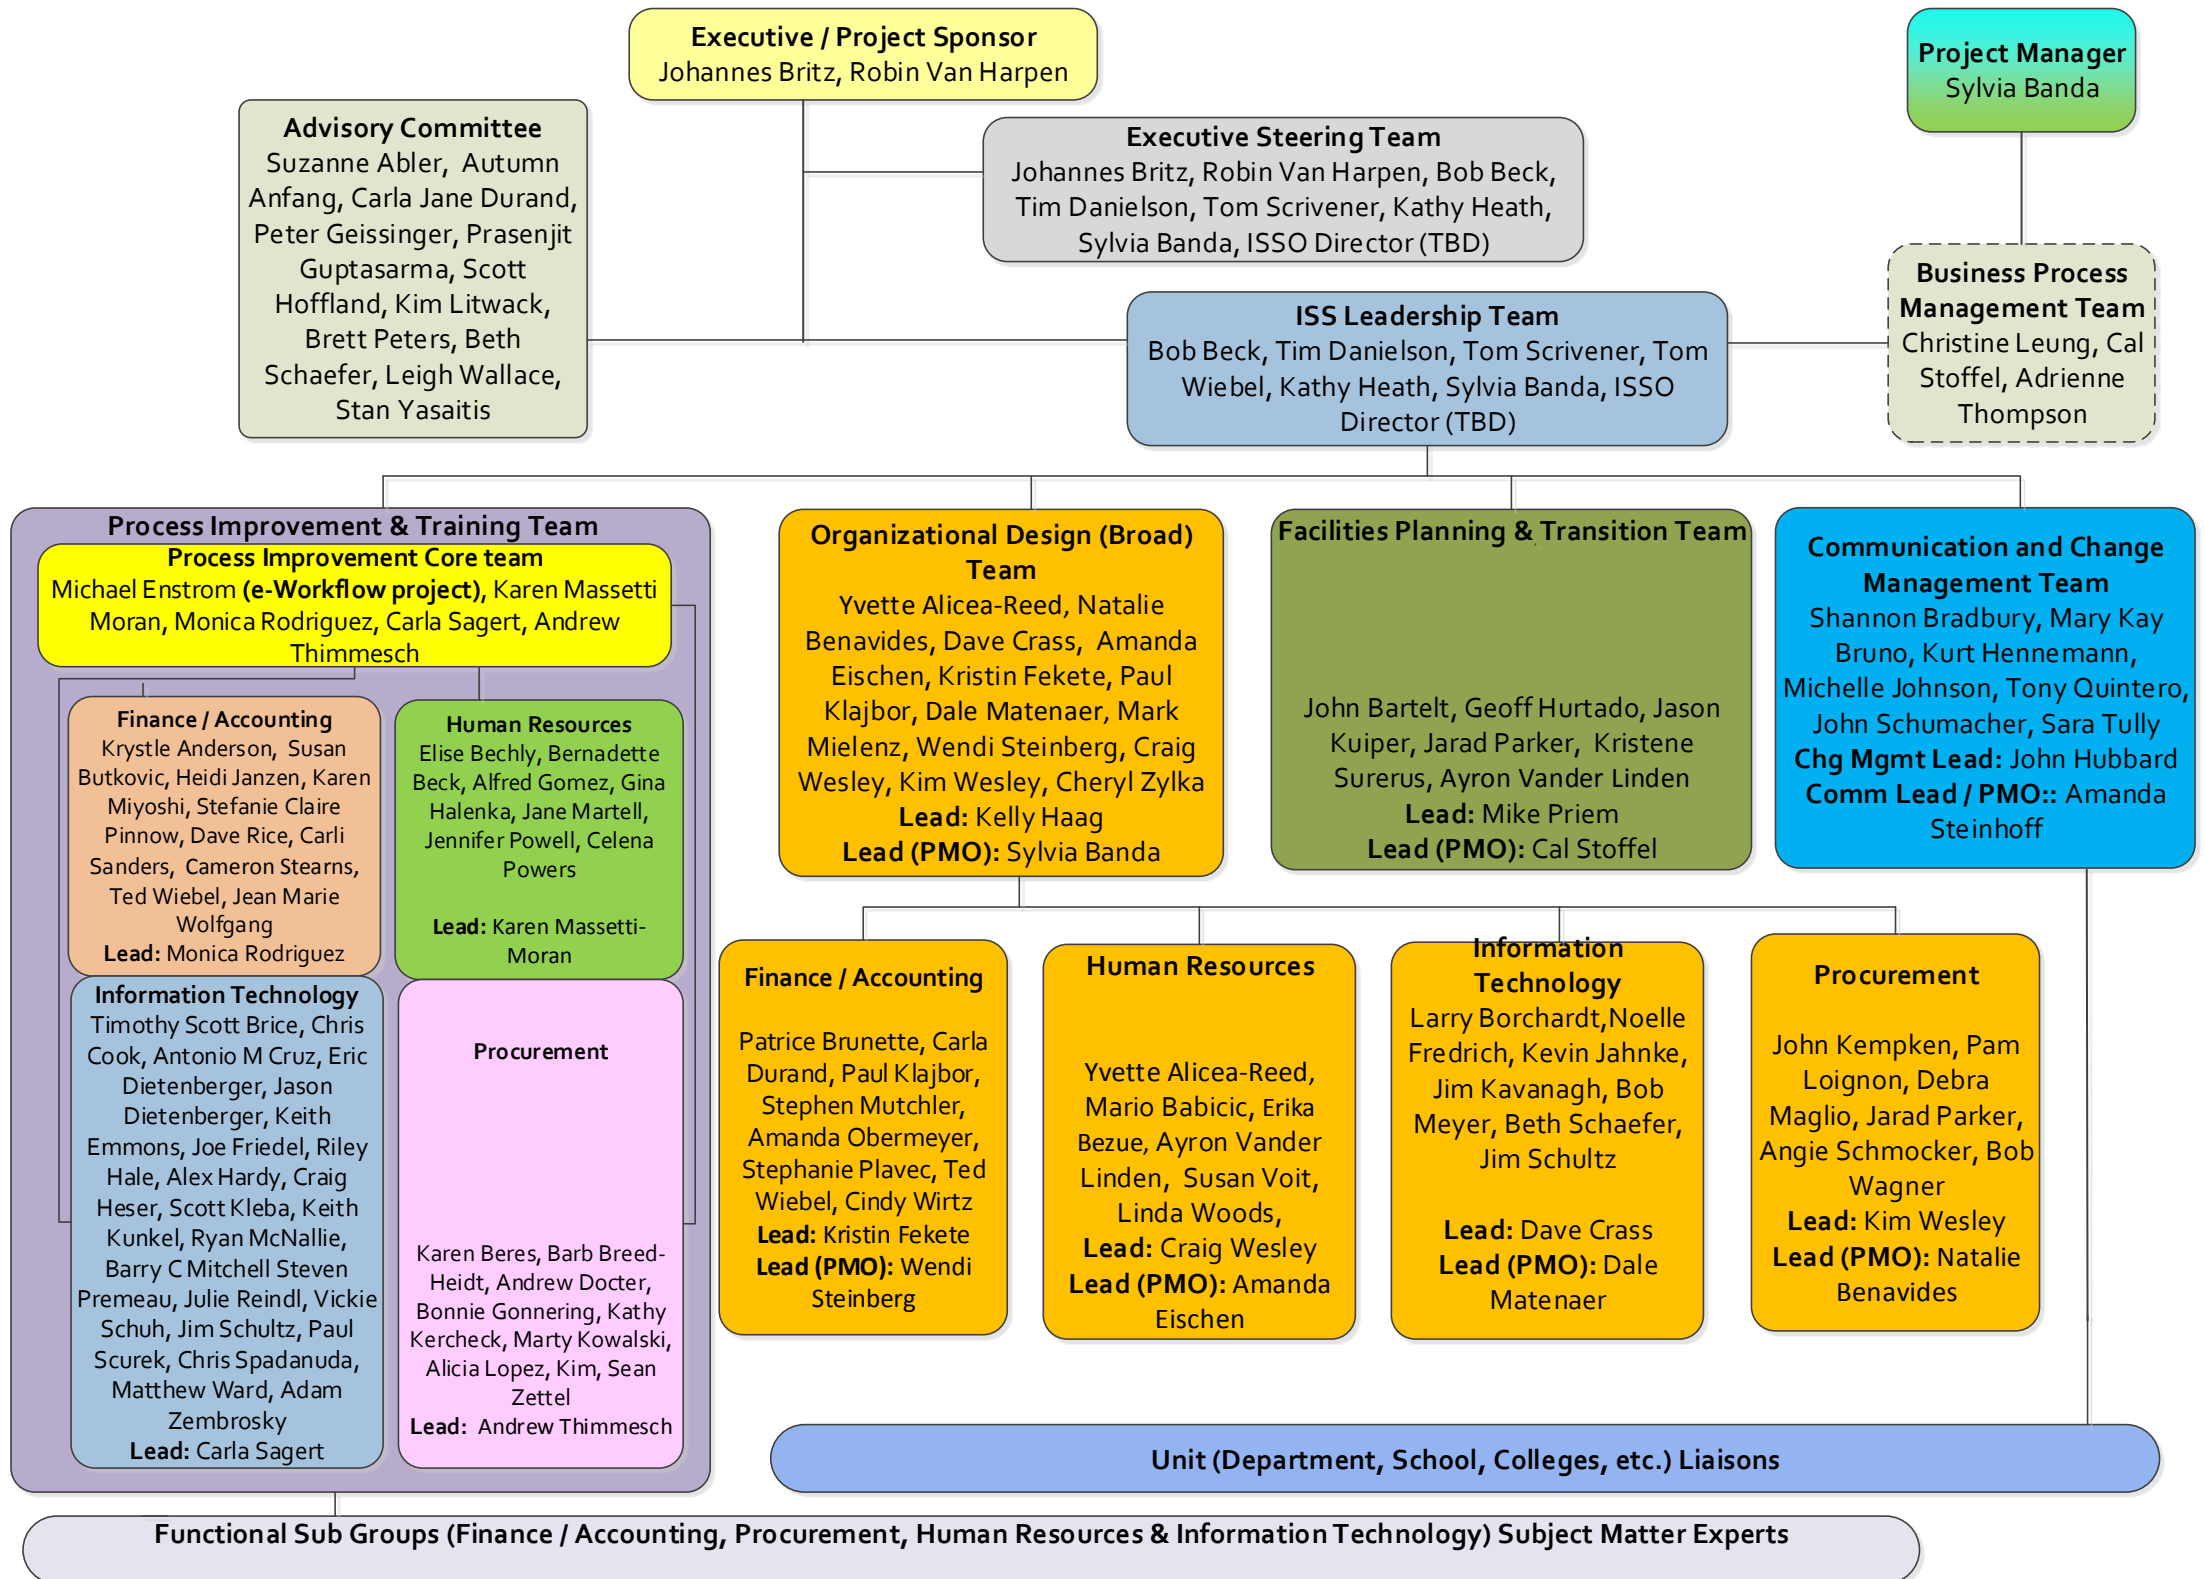 Executive / Project Sponsor
Johannes Britz, Robin Van Harpen
Project Manager
Sylvia Banda
Advisory Committee
Suzanne Abler, Autumn
Anfang, Carla Jane Durand,
Peter Geissinger, Prasenjit
Guptasarma, Scott
Hoffland, Kim Litwack,
Brett Peters, Beth
Schaefer, Leigh Wallace,
Stan Yasaitis
Executive Steering Team
Johannes Britz, Robin Van Harpen, Bob Beck,
Tim Danielson, Tom Scrivener, Kathy Heath,
Sylvia Banda, ISSO Director (TBD)
ISS Leadership Team
Bob Beck, Tim Danielson, Tom Scrivener, Tom
Wiebel, Kathy Heath, Sylvia Banda, ISSO
Director (TBD)
Business Process
Management Team
Christine Leung, Cal
Stoffel, Adrienne
Thompson
Process Improvement & Training Team
Process Improvement Core team
Michael Enstrom (e-Workflow project), Karen Massetti
Moran, Monica Rodriguez, Carla Sagert, Andrew
Thimmesch
Finance / Accounting
Krystle Anderson, Susan
Butkovic, Heidi Janzen, Karen
Miyoshi, Stefanie Claire
Pinnow, Dave Rice, Carli
Sanders, Cameron Stearns,
Ted Wiebel, Jean Marie
Wolfgang
Lead: Monica Rodriguez
Human Resources
Elise Bechly, Bernadette
Beck, Alfred Gomez, Gina
Halenka, Jane Martell,
Jennifer Powell, Celena
Powers
Lead: Karen Massetti-
Moran
Information Technology
Timothy Scott Brice, Chris
Cook, Antonio M Cruz, Eric
Dietenberger, Jason
Dietenberger, Keith
Emmons, Joe Friedel, Riley
Hale, Alex Hardy, Craig
Heser, Scott Kleba, Keith
Kunkel, Ryan McNallie,
Barry C Mitchell Steven
Premeau, Julie Reindl, Vickie
Schuh, Jim Schultz, Paul
Scurek, Chris Spadanuda,
Matthew Ward, Adam
Zembrosky
Lead: Carla Sagert
Procurement
Karen Beres, Barb Breed-
Heidt, Andrew Docter,
Bonnie Gonnering, Kathy
Kercheck, Marty Kowalski,
Alicia Lopez, Kim, Sean
Zettel
Lead: Andrew Thimmesch
Organizational Design (Broad)
Team
Yvette Alicea-Reed, Natalie
Benavides, Dave Crass, Amanda
Eischen, Kristin Fekete, Paul
Klajbor, Dale Matenaer, Mark
Mielenz, Wendi Steinberg, Craig
Wesley, Kim Wesley, Cheryl Zylka
Lead: Kelly Haag
Lead (PMO): Sylvia Banda
Facilities Planning & Transition Team
John Bartelt, Geoff Hurtado, Jason
Kuiper, Jarad Parker, Kristene
Surerus, Ayron Vander Linden
Lead: Mike Priem
Lead (PMO): Cal Stoffel
Communication and Change
Management Team
Shannon Bradbury, Mary Kay
Bruno, Kurt Hennemann,
Michelle Johnson, Tony Quintero,
John Schumacher, Sara Tully
Chg Mgmt Lead: John Hubbard
Comm Lead / PMO:: Amanda
Steinhoff
Finance / Accounting
Patrice Brunette, Carla
Durand, Paul Klajbor,
Stephen Mutchler,
Amanda Obermeyer,
Stephanie Plavec, Ted
Wiebel, Cindy Wirtz
Lead: Kristin Fekete
Lead (PMO): Wendi
Steinberg
Human Resources
Yvette Alicea-Reed,
Mario Babicic, Erika
Bezue, Ayron Vander
Linden, Susan Voit,
Linda Woods,
Lead: Craig Wesley
Lead (PMO): Amanda
Eischen
Information
Technology
Larry Borchardt,Noelle
Fredrich, Kevin Jahnke,
Jim Kavanagh, Bob
Meyer, Beth Schaefer,
Jim Schultz
Lead: Dave Crass
Lead (PMO): Dale
Matenaer
Procurement
John Kempken, Pam
Loignon, Debra
Maglio, Jarad Parker,
Angie Schmocker, Bob
Wagner
Lead: Kim Wesley
Lead (PMO): Natalie
Benavides
Unit (Department, School, Colleges, etc.) Liaisons
Functional Sub Groups (Finance / Accounting, Procurement, Human Resources & Information Technology) Subject Matter Experts